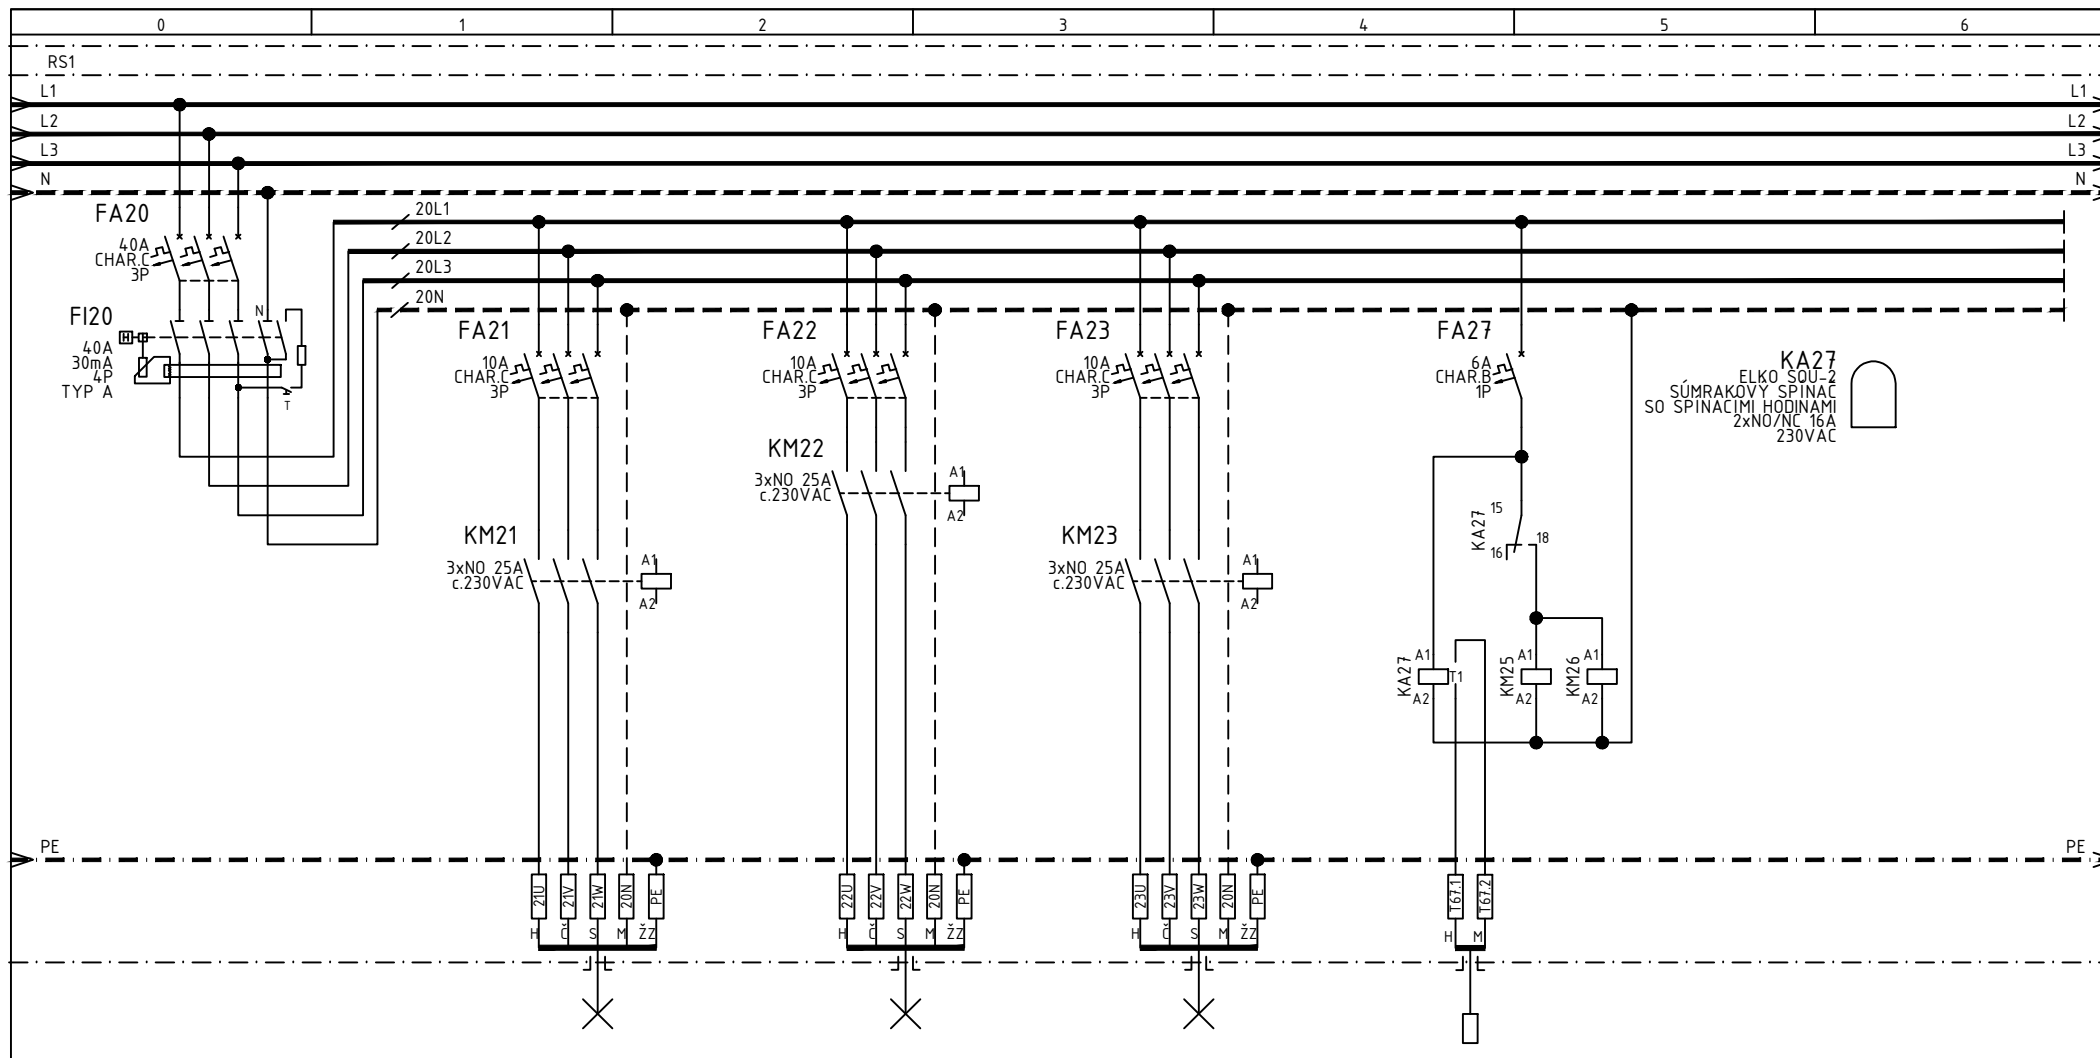 0 1 2 3 4 5 6
RS1
L1 L1
L2 L2
L3 L3
N N
20L1
20L2
20L3
20N
FA20
40A
CHAR.C
3P
FI20
40A
30mA
4P
TYP A
N
T
FA21
10A
CHAR.C
3P
FA22
10A
CHAR.C
3P
FA23
10A
CHAR.C
3P
FA27
6A
CHAR.B
1P
KA27
ELKO SOU-2
SÚMRAKOVÝ SPÍNAČ
SO SPÍNACÍMI HODINAMI
2xNO/NC 16A
230VAC
KM22
3xNO 25A
c.230VAC
A1
A2
KM21
3xNO 25A
c.230VAC
A1
A2
KM23
3xNO 25A
c.230VAC
A1
A2
KA27
15
16
18
KA27
A1
T1
A2
KM25
A1
A2
KM26
A1
A2
PE PE
21U 21V 21W 20N PE
22U 22V 22W 20N PE
23U 23V 23W 20N PE
T67.1 T67.2
H Č S M ŽZ
H Č S M ŽZ
H Č S M ŽZ
H M